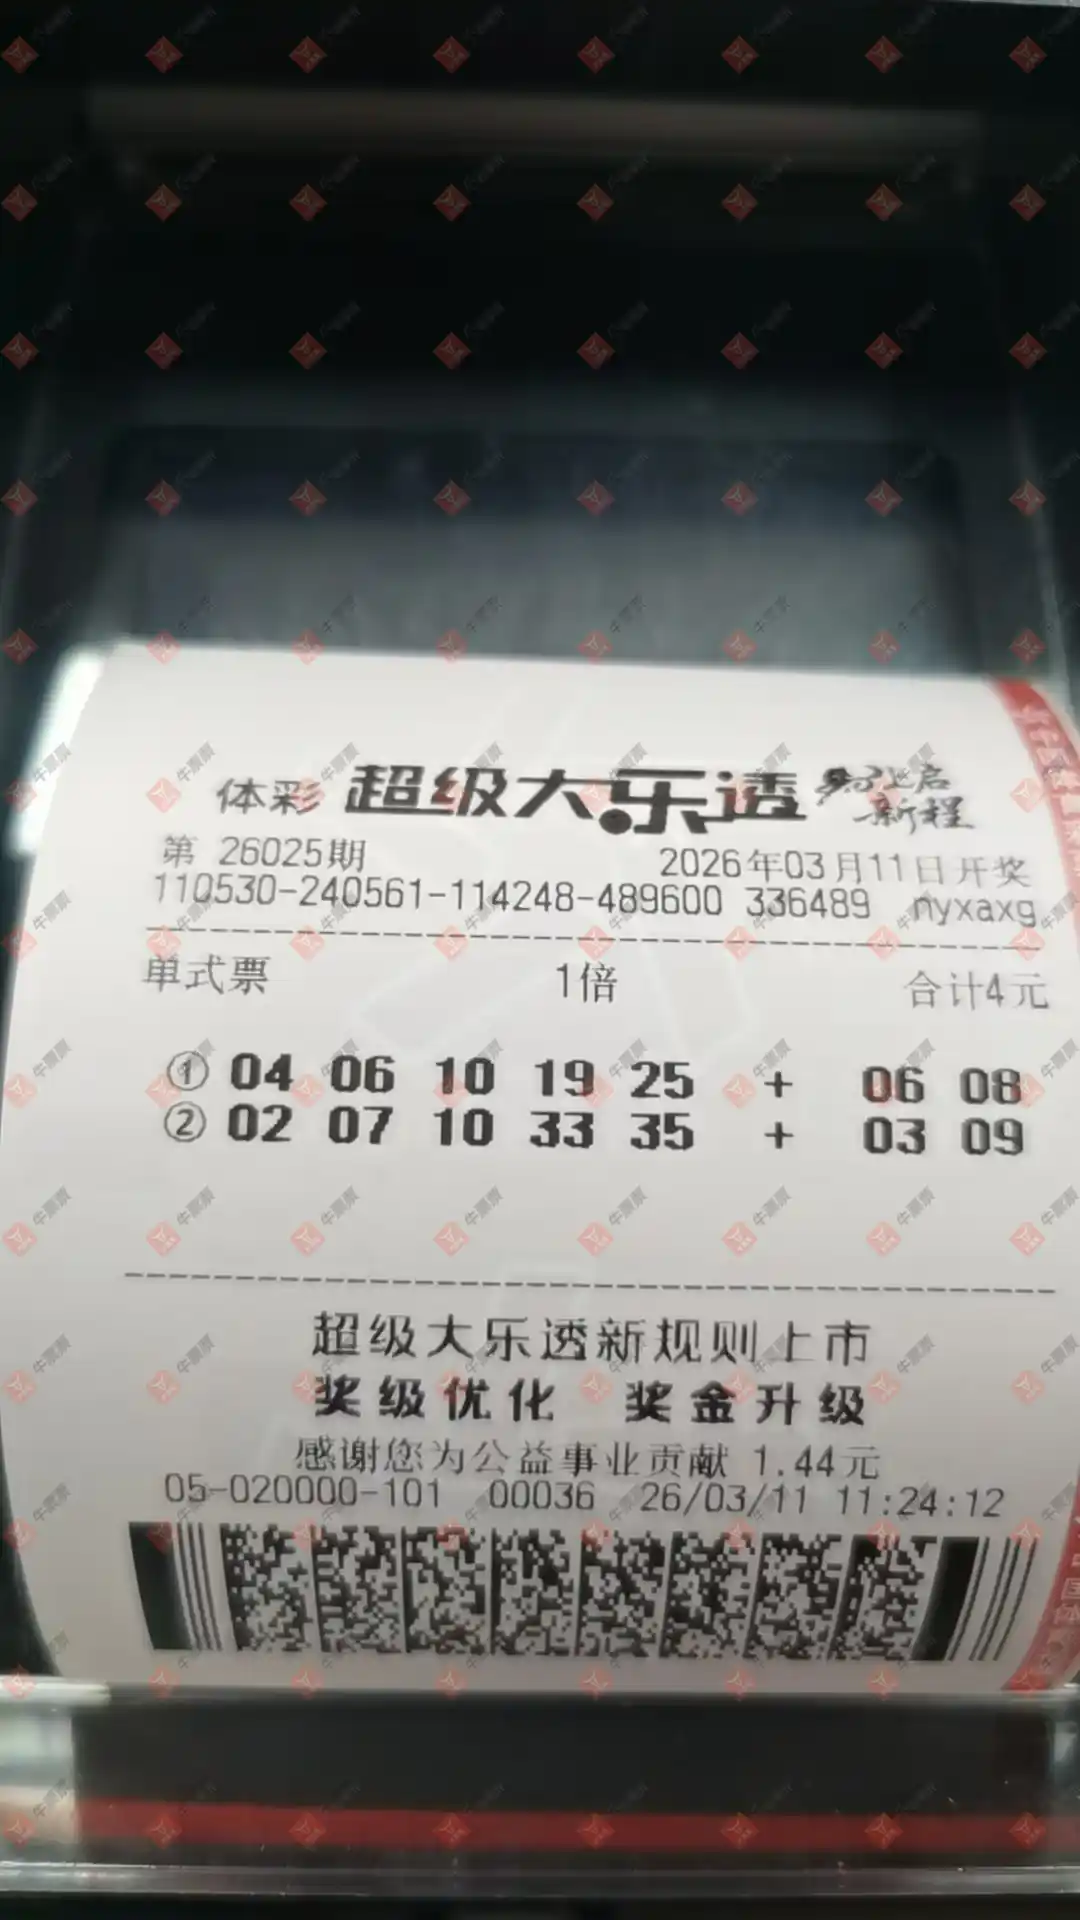 体彩 超级大乐透
新程
第 26025期 2026年03月11日开奖
110530-240561-114248-489600 336489 nyxaxg
单式票 1倍 合计4元
① 04 06 10 19 25 + 06 08
② 02 07 10 33 35 + 03 09
超级大乐透新规则上市
奖级优化 奖金升级
感谢您为公益事业贡献 1.44元
05-020000-101 00036 26/03/11 11:24:12
牛票票